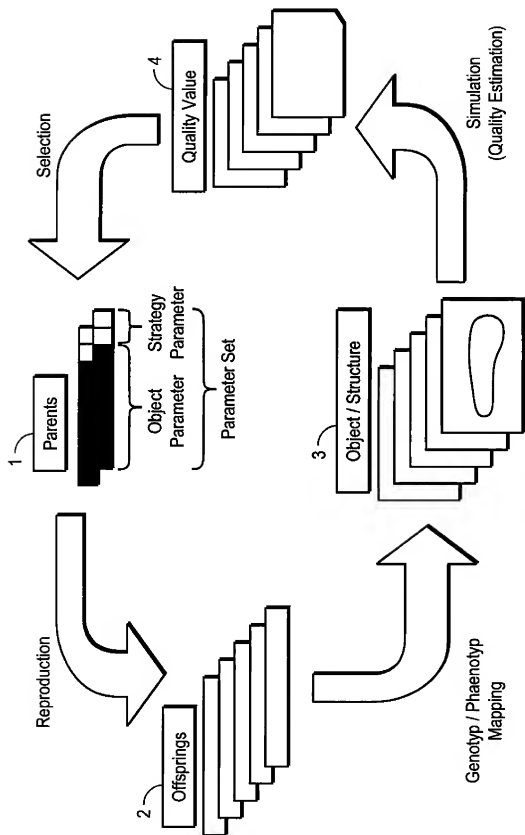 1
Parents
Object
Parameter
Strategy
Parameter
Parameter Set
Reproduction
2
Offsprings
Genotyp / Phaenotyp
Mapping
3
Object / Structure
Simulation
(Quality Estimation)
4
Quality Value
Selection